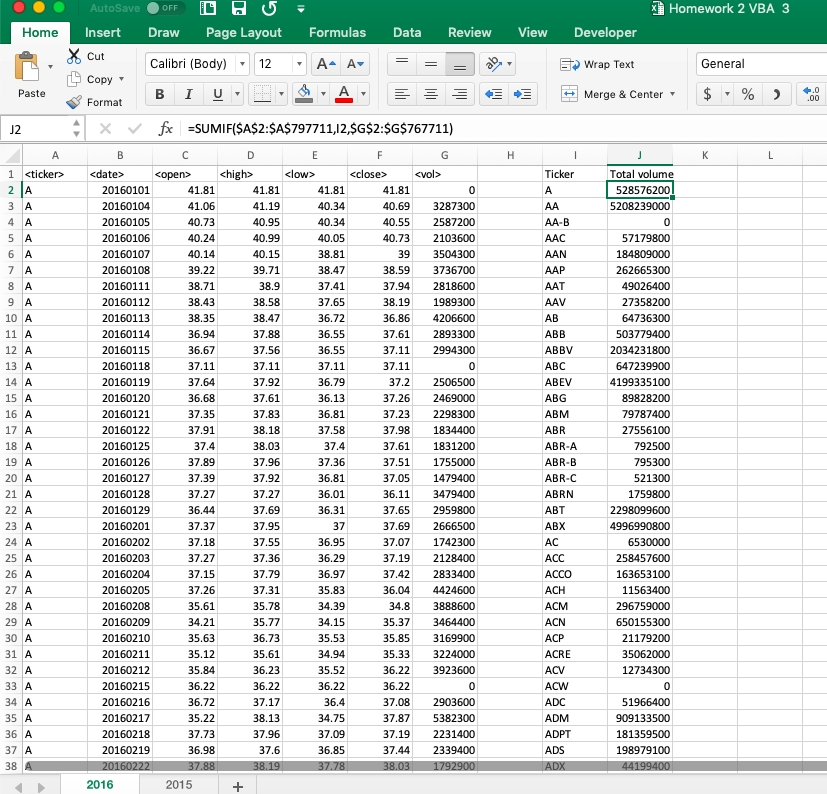 AutoSave OFF Homework 2 VBA 3
Home Insert Draw Page Layout Formulas Data Review View Developer
Cut Calibri (Body) 12 A A Wrap Text General
Copy
Paste Format B I U A Merge & Center $ % .0 .00
J2 fx =SUMIF($A$2:$A$797711,I2,$G$2:$G$767711)
A B C D E F G H I J K L
1 <ticker> <date> <open> <high> <low> <close> <vol> Ticker Total volume
2 A 20160101 41.81 41.81 41.81 41.81 0 A 528576200
3 A 20160104 41.06 41.19 40.34 40.69 3287300 AA 5208239000
4 A 20160105 40.73 40.95 40.34 40.55 2587200 AA-B 0
5 A 20160106 40.24 40.99 40.05 40.73 2103600 AAC 57179800
6 A 20160107 40.14 40.15 38.81 39 3504300 AAN 184809000
7 A 20160108 39.22 39.71 38.47 38.59 3736700 AAP 262665300
8 A 20160111 38.71 38.9 37.41 37.94 2818600 AAT 49026400
9 A 20160112 38.43 38.58 37.65 38.19 1989300 AAV 27358200
10 A 20160113 38.35 38.47 36.72 36.86 4206600 AB 64736300
11 A 20160114 36.94 37.88 36.55 37.61 2893300 ABB 503779400
12 A 20160115 36.67 37.56 36.55 37.11 2994300 ABBV 2034231800
13 A 20160118 37.11 37.11 37.11 37.11 0 ABC 647239900
14 A 20160119 37.64 37.92 36.79 37.2 2506500 ABEV 4199335100
15 A 20160120 36.68 37.61 36.13 37.26 2469000 ABG 89828200
16 A 20160121 37.35 37.83 36.81 37.23 2298300 ABM 79787400
17 A 20160122 37.91 38.18 37.58 37.98 1834400 ABR 27556100
18 A 20160125 37.4 38.03 37.4 37.61 1831200 ABR-A 792500
19 A 20160126 37.89 37.96 37.36 37.51 1755000 ABR-B 795300
20 A 20160127 37.39 37.92 36.81 37.05 1479400 ABR-C 521300
21 A 20160128 37.27 37.27 36.01 36.11 3479400 ABRN 1759800
22 A 20160129 36.44 37.69 36.31 37.65 2959800 ABT 2298099600
23 A 20160201 37.37 37.95 37 37.69 2666500 ABX 4996990800
24 A 20160202 37.18 37.55 36.95 37.07 1742300 AC 6530000
25 A 20160203 37.27 37.36 36.29 37.19 2128400 ACC 258457600
26 A 20160204 37.15 37.79 36.97 37.42 2833400 ACCO 163653100
27 A 20160205 37.26 37.31 35.83 36.04 4424600 ACH 11563400
28 A 20160208 35.61 35.78 34.39 34.8 3888600 ACM 296759000
29 A 20160209 34.21 35.77 34.15 35.37 3464400 ACN 650155300
30 A 20160210 35.63 36.73 35.53 35.85 3169900 ACP 21179200
31 A 20160211 35.12 35.61 34.94 35.33 3224000 ACRE 35062000
32 A 20160212 35.84 36.23 35.52 36.22 3923600 ACV 12734300
33 A 20160215 36.22 36.22 36.22 36.22 0 ACW 0
34 A 20160216 36.72 37.17 36.4 37.08 2903600 ADC 51966400
35 A 20160217 35.22 38.13 34.75 37.87 5382300 ADM 909133500
36 A 20160218 37.73 37.96 37.09 37.19 2231400 ADPT 181359500
37 A 20160219 36.98 37.6 36.85 37.44 2339400 ADS 198979100
38 A 20160222 37.88 38.19 37.78 38.03 1792900 ADX 44199400
2016 2015 +